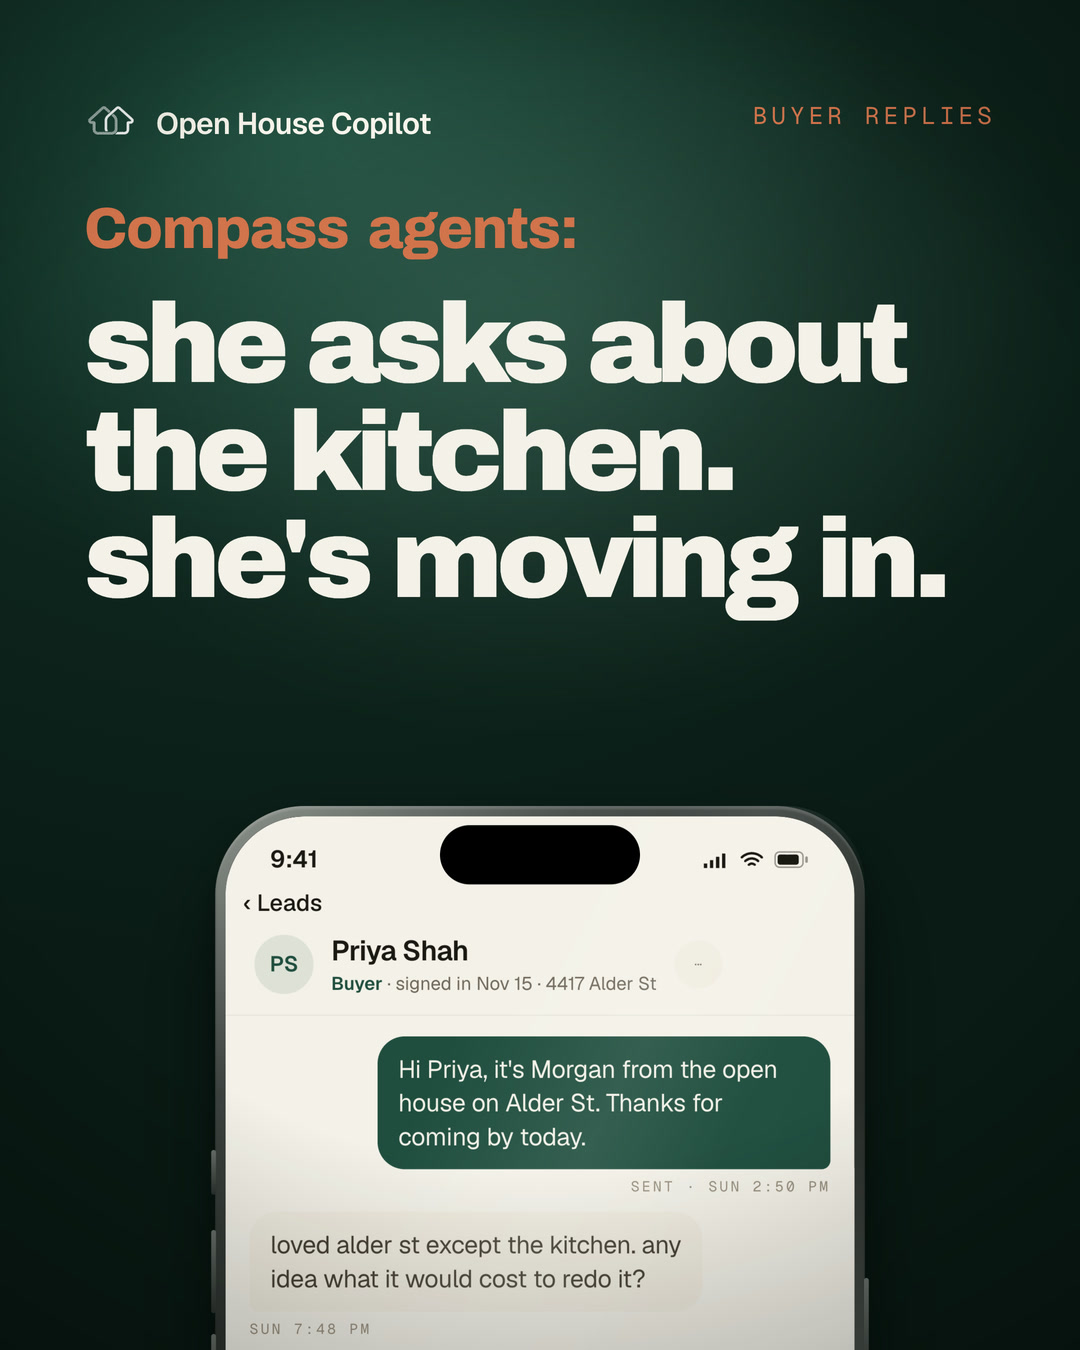 Open House Copilot
BUYER REPLIES
Compass agents:
she asks about
the kitchen.
she's moving in.
9:41
‹ Leads
PS
Priya Shah
Buyer · signed in Nov 15 · 4417 Alder St
...
Hi Priya, it's Morgan from the open
house on Alder St. Thanks for
coming by today.
SENT · SUN 2:50 PM
loved alder st except the kitchen. any
idea what it would cost to redo it?
SUN 7:48 PM